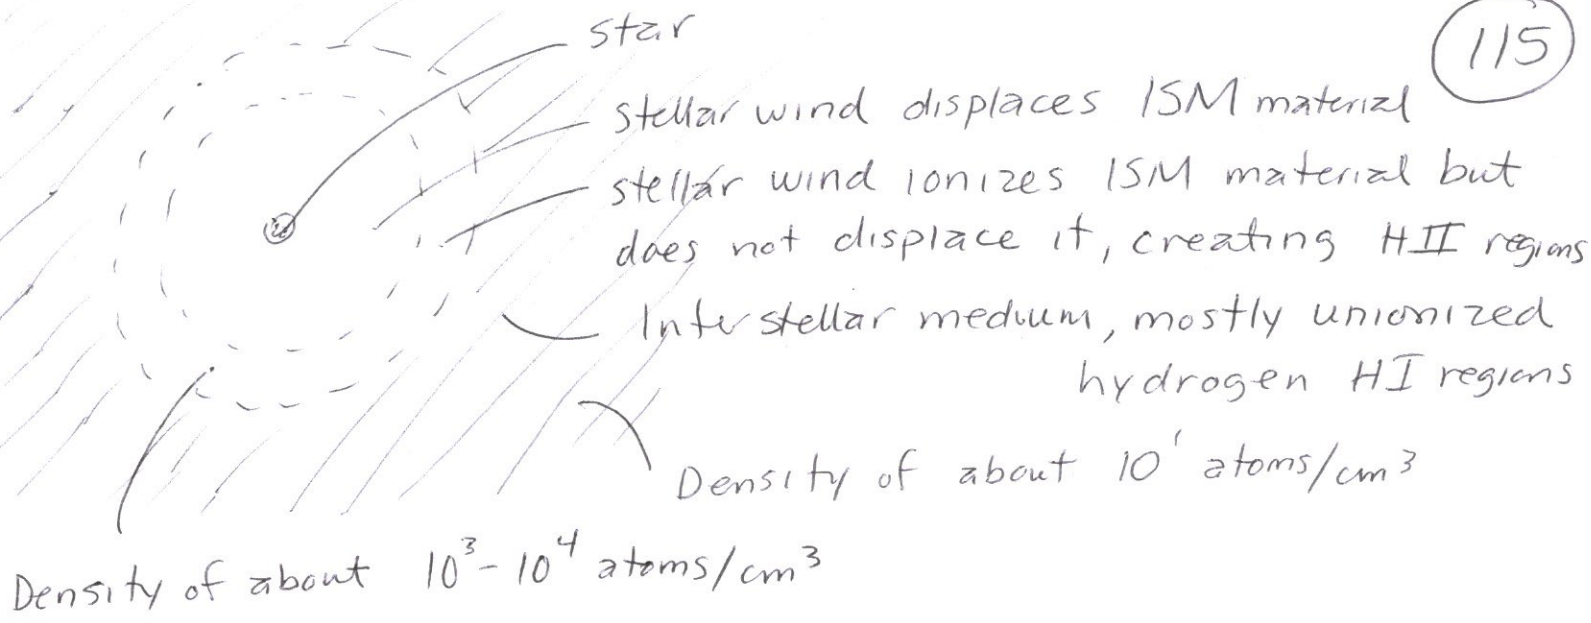 115
star
stellar wind displaces ISM material
stellar wind ionizes ISM material but
does not displace it, creating HII regions
Interstellar medium, mostly unionized
hydrogen HI regions
Density of about 10¹ atoms/cm³
Density of about 10³-10⁴ atoms/cm³